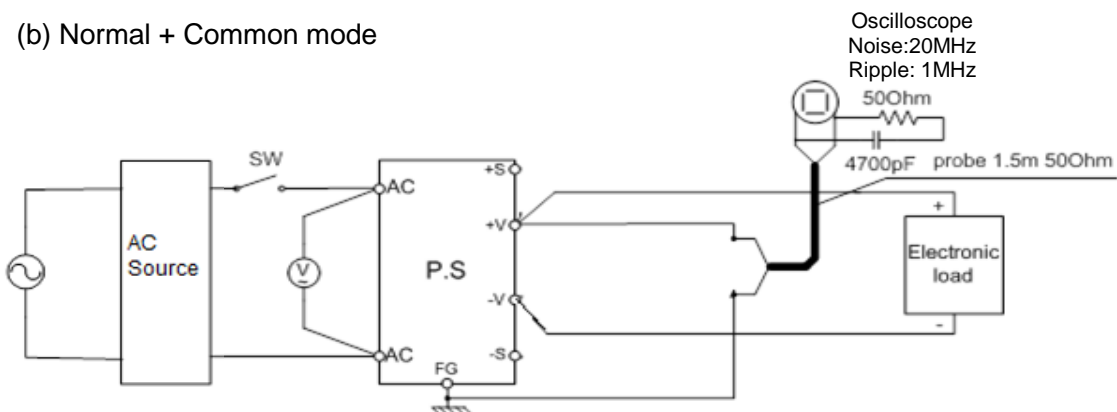 (b) Normal + Common mode
Oscilloscope
Noise:20MHz
Ripple: 1MHz
50Ohm
4700pF
probe 1.5m 50Ohm
SW
AC
Source
AC
V
AC
P.S
+S
+V
-V
-S
FG
+
Electronic
load
-